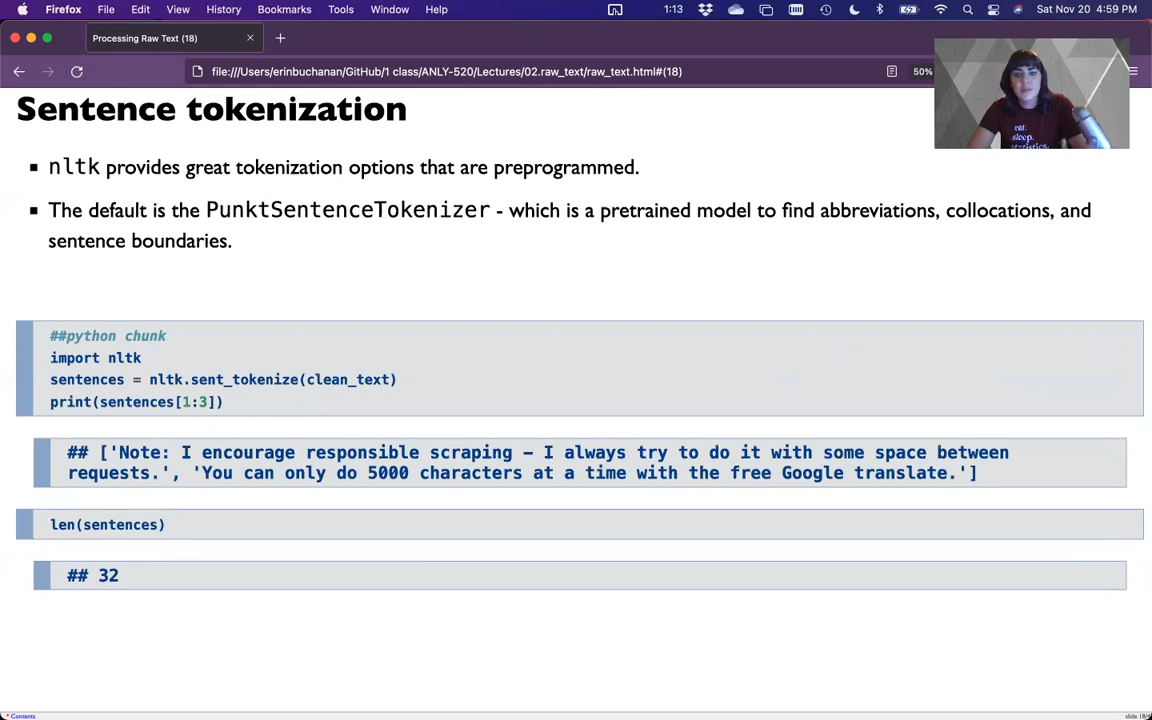 Firefox File Edit View History Bookmarks Tools Window Help 1:13 Sat Nov 20 4:59 PM
Processing Raw Text (18)
file:///Users/erinbuchanan/GitHub/1 class/ANLY-520/Lectures/02.raw_text/raw_text.html#(18) 50%
Sentence tokenization
eat.
sleep.
statistics.
▪ nltk provides great tokenization options that are preprogrammed.
▪ The default is the PunktSentenceTokenizer - which is a pretrained model to find abbreviations, collocations, and
sentence boundaries.
##python chunk
import nltk
sentences = nltk.sent_tokenize(clean_text)
print(sentences[1:3])
## ['Note: I encourage responsible scraping – I always try to do it with some space between
requests.', 'You can only do 5000 characters at a time with the free Google translate.']
len(sentences)
## 32
* Contents